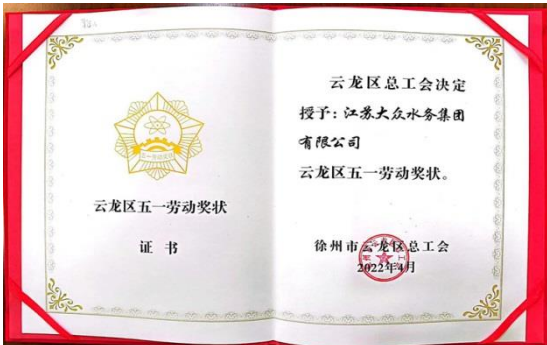 云龙区五一劳动奖状
证书
云龙区总工会决定
授予：江苏大众水务集团
有限公司
云龙区五一劳动奖状。
徐州市云龙区总工会
2022年4月